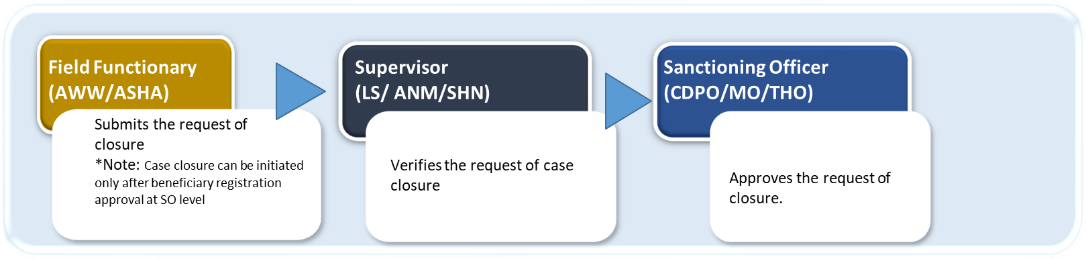 Field Functionary
(AWW/ASHA)
Submits the request of
closure
*Note: Case closure can be initiated
only after beneficiary registration
approval at SO level
Supervisor
(LS/ ANM/SHN)
Verifies the request of case
closure
Sanctioning Officer
(CDPO/MO/THO)
Approves the request of
closure.